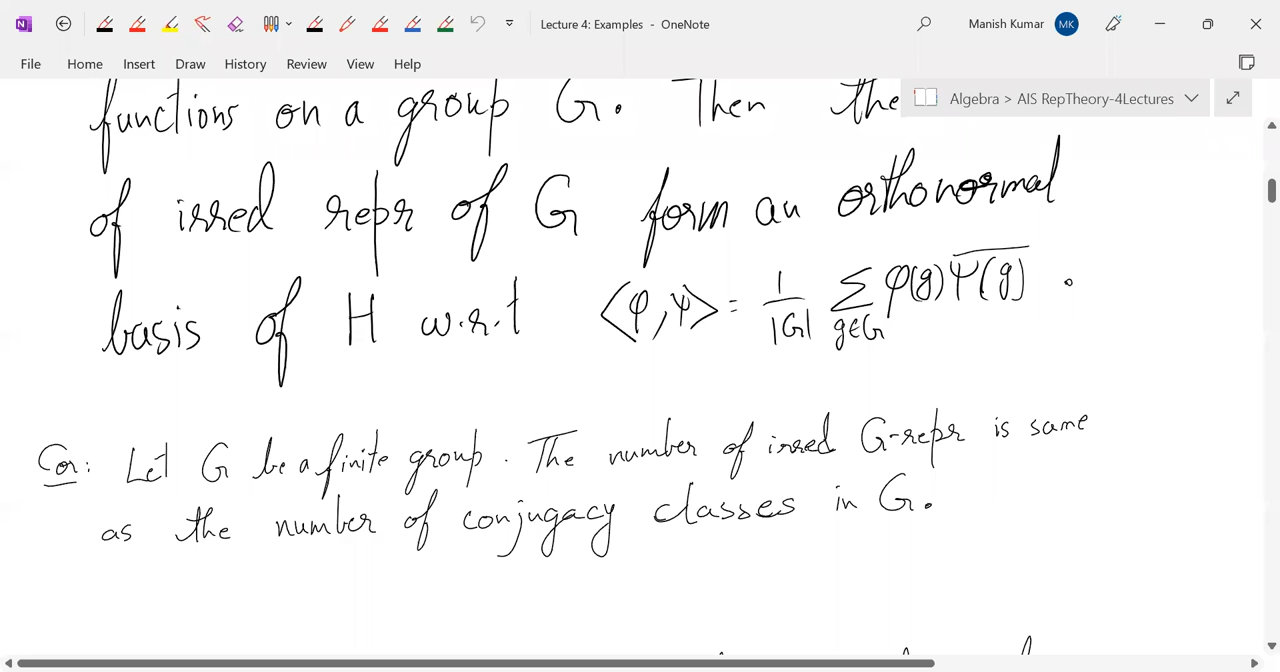 Lecture 4: Examples - OneNote
Manish Kumar
MK
File Home Insert Draw History Review View Help
Algebra > AIS RepTheory-4Lectures
functions on a group G. Then the
of irred repr of G form an orthonormal
basis of H w.r.t <φ,ψ> = 1/|G| ∑_{g∈G} φ(g) \overline{ψ(g)} .
Cor: Let G be a finite group. The number of irred G-repr is same
as the number of conjugacy classes in G.